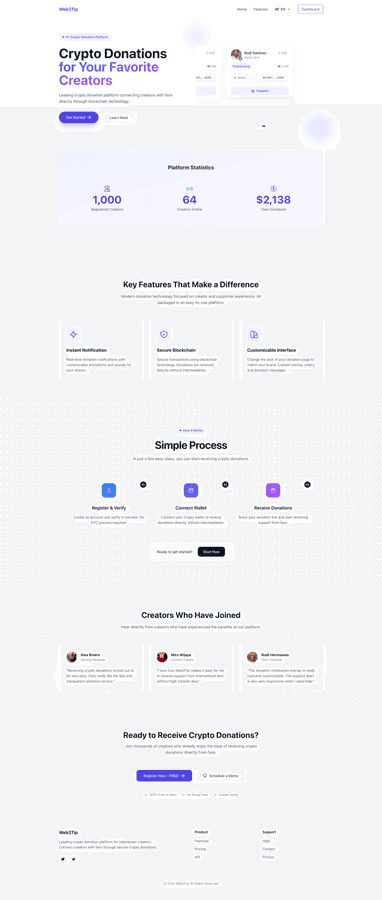 Web3Tip
Home
Features
EN
Dashboard
#1 Crypto Donation Platform
Crypto Donations
for Your Favorite
Creators
Leading crypto donation platform connecting creators with fans
directly through blockchain technology.
Get Started
Learn More
Rudi Santoso
Programming
Support
Platform Statistics
1,000
Registered Creators
64
Creators Online
$2,138
Total Donations
Key Features That Make a Difference
Modern donation technology focused on creator and supporter experience. All
packaged in an easy-to-use platform.
Instant Notification
Real-time donation notifications with
customizable animations and sounds for
your stream.
Secure Blockchain
Secure transactions using blockchain
technology. Donations are received
directly without intermediaries.
Customizable Interface
Change the look of your donation page to
match your brand. Custom overlay, colors,
and donation messages.
How It Works
Simple Process
In just a few easy steps, you can start receiving crypto donations.
Register & Verify
Create an account and verify in minutes. No
KYC process required.
Connect Wallet
Connect your crypto wallet to receive
donations directly without intermediaries.
Receive Donations
Share your donation link and start receiving
support from fans.
Ready to get started?
Start Now
Creators Who Have Joined
Hear directly from creators who have experienced the benefits of our platform.
Alex Rivera
Gaming Streamer
"Receiving crypto donations turned out to
be very easy. Fans really like the fast and
transparent donation service."
Mira Wijaya
Content Creator
"I love how Web3Tip makes it easy for me
to receive support from international fans
without high transfer fees."
Rudi Hermawan
Tech Youtuber
"The donation notification overlay is really
cool and customizable. The support team
is also very responsive when I need help."
Ready to Receive Crypto Donations?
Join thousands of creators who already enjoy the ease of receiving crypto
donations directly from fans.
Register Now - FREE!
Schedule a Demo
100% Free to Start
No Setup Fees
Instant Setup
Web3Tip
Leading crypto donation platform for Indonesian creators.
Connect creators with fans through secure crypto donations.
Product
Features
Pricing
API
Support
Help
Contact
Privacy
© 2025 Web3Tip. All Rights Reserved.